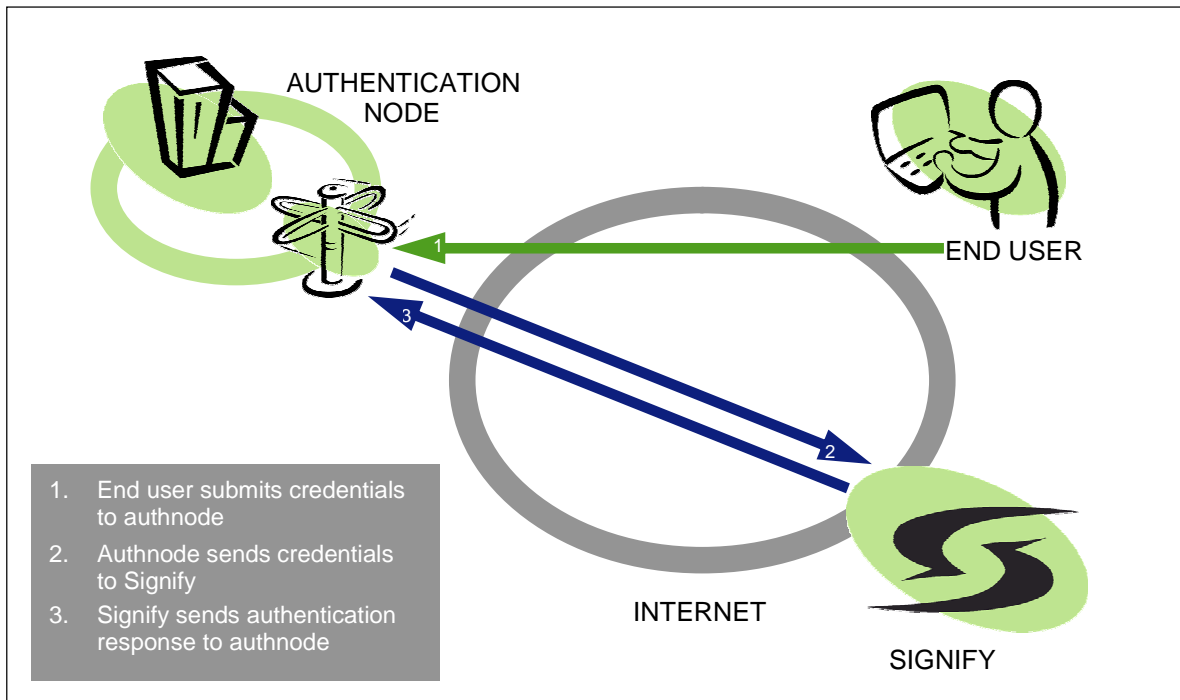 AUTHENTICATION
NODE
END USER
1
3
2
1. End user submits credentials
to authnode
2. Authnode sends credentials
to Signify
3. Signify sends authentication
response to authnode
INTERNET
SIGNIFY